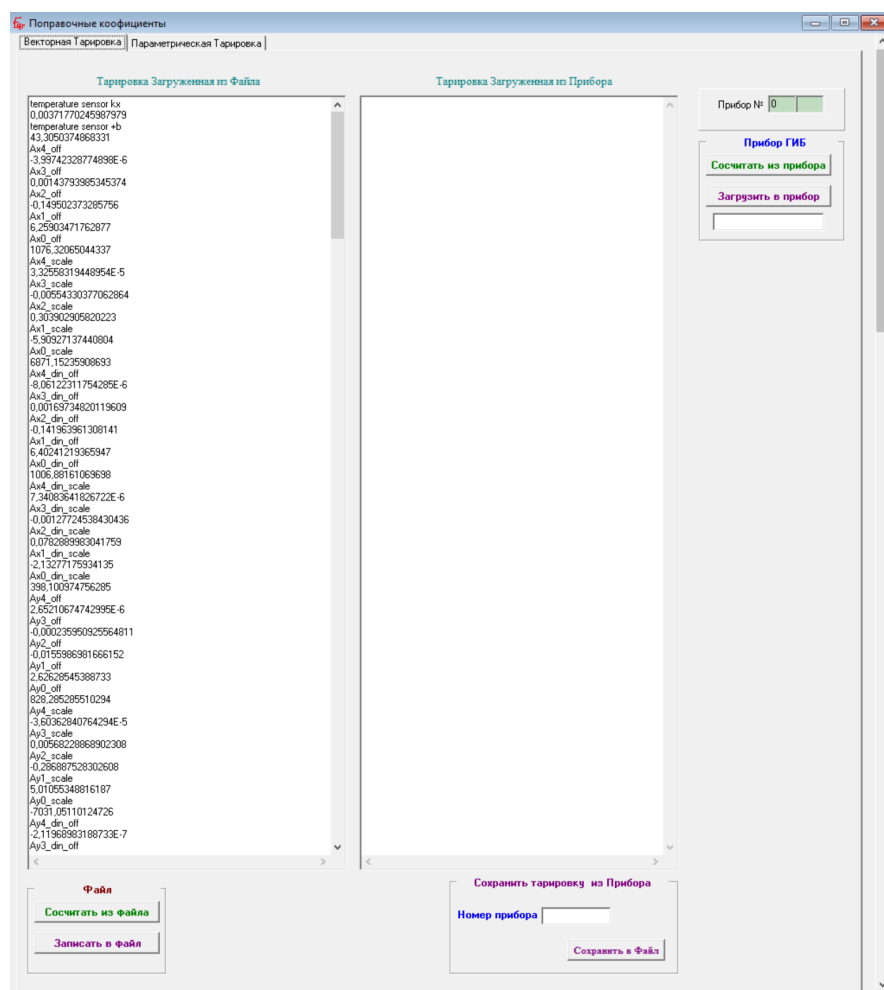 Поправочные коэфициенты
Векторная Тарировка
Параметрическая Тарировка
Тарировка Загруженная из Файла
temperature sensor kx
0,00371770245987979
temperature sensor +b
43,3050374868331
Ax4_off
-3,99742328774898E-6
Ax3_off
0,00143793985345374
Ax2_off
-0,149502373285756
Ax1_off
6,25903471762877
Ax0_off
1076,32065044337
Ax4_scale
3,32558319448954E-5
Ax3_scale
-0,00554330377062864
Ax2_scale
0,303902905820223
Ax1_scale
-5,90927137440804
Ax0_scale
6871,15235908693
Ax4_din_off
-8,06122311754285E-6
Ax3_din_off
0,00169734820119609
Ax2_din_off
-0,141963961308141
Ax1_din_off
6,40241219365947
Ax0_din_off
1006,88161069698
Ax4_din_scale
7,34083641826722E-6
Ax3_din_scale
-0,00127724538430436
Ax2_din_scale
0,0782889983041759
Ax1_din_scale
-2,13277175934135
Ax0_din_scale
398,100974756285
Ay4_off
2,65210674742995E-6
Ay3_off
-0,000235950925564811
Ay2_off
-0,0155986981666152
Ay1_off
2,62628545388733
Ay0_off
828,285285510294
Ay4_scale
-3,60362840764294E-5
Ay3_scale
0,00568228868902308
Ay2_scale
-0,286887528302608
Ay1_scale
5,01055348816187
Ay0_scale
-7031,05110124726
Ay4_din_off
-2,11968983188733E-7
Ay3_din_off
Тарировка Загруженная из Прибора
Прибор № 0
Прибор ГИБ
Сосчитать из прибора
Загрузить в прибор
Файл
Сосчитать из файла
Записать в файл
Сохранить тарировку из Прибора
Номер прибора
Сохранить в Файл